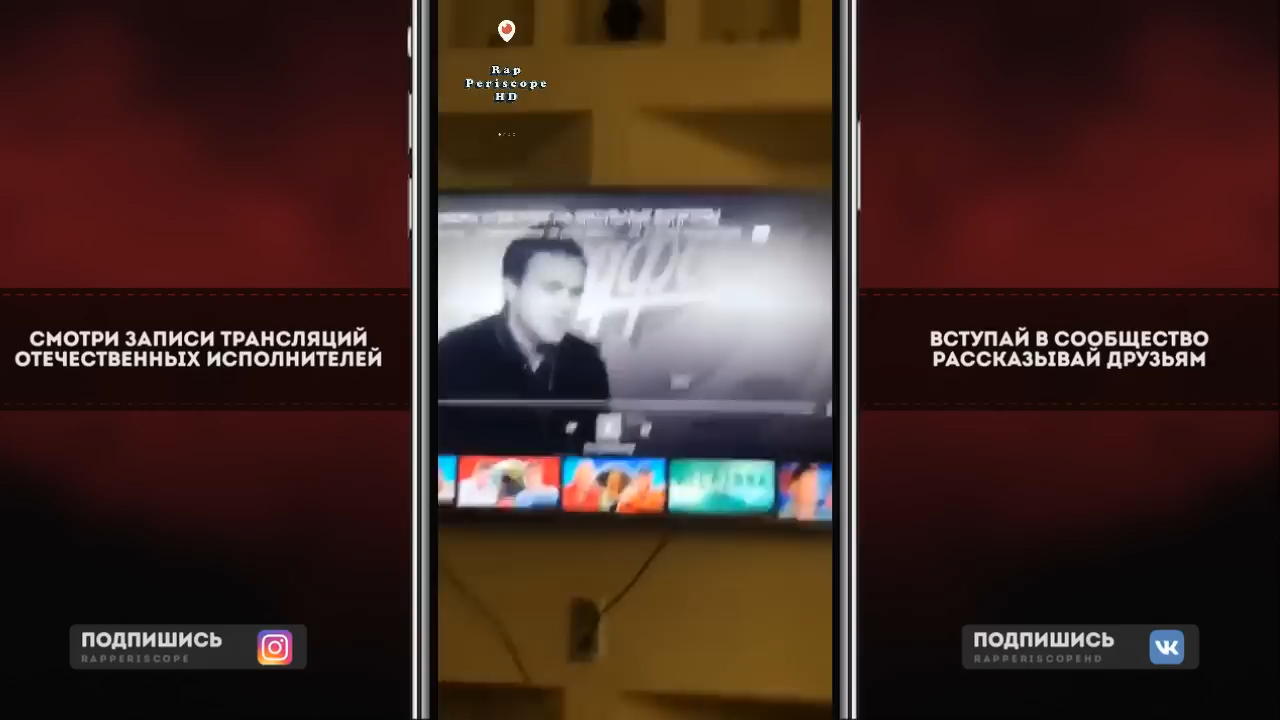 Rap
Periscope
HD
СМОТРИ ЗАПИСИ ТРАНСЛЯЦИЙ
ОТЕЧЕСТВЕННЫХ ИСПОЛНИТЕЛЕЙ
ВСТУПАЙ В СООБЩЕСТВО
РАССКАЗЫВАЙ ДРУЗЬЯМ
ПОДПИШИСЬ
RAPPERISCOPE
ПОДПИШИСЬ
RAPPERISCOPEHD